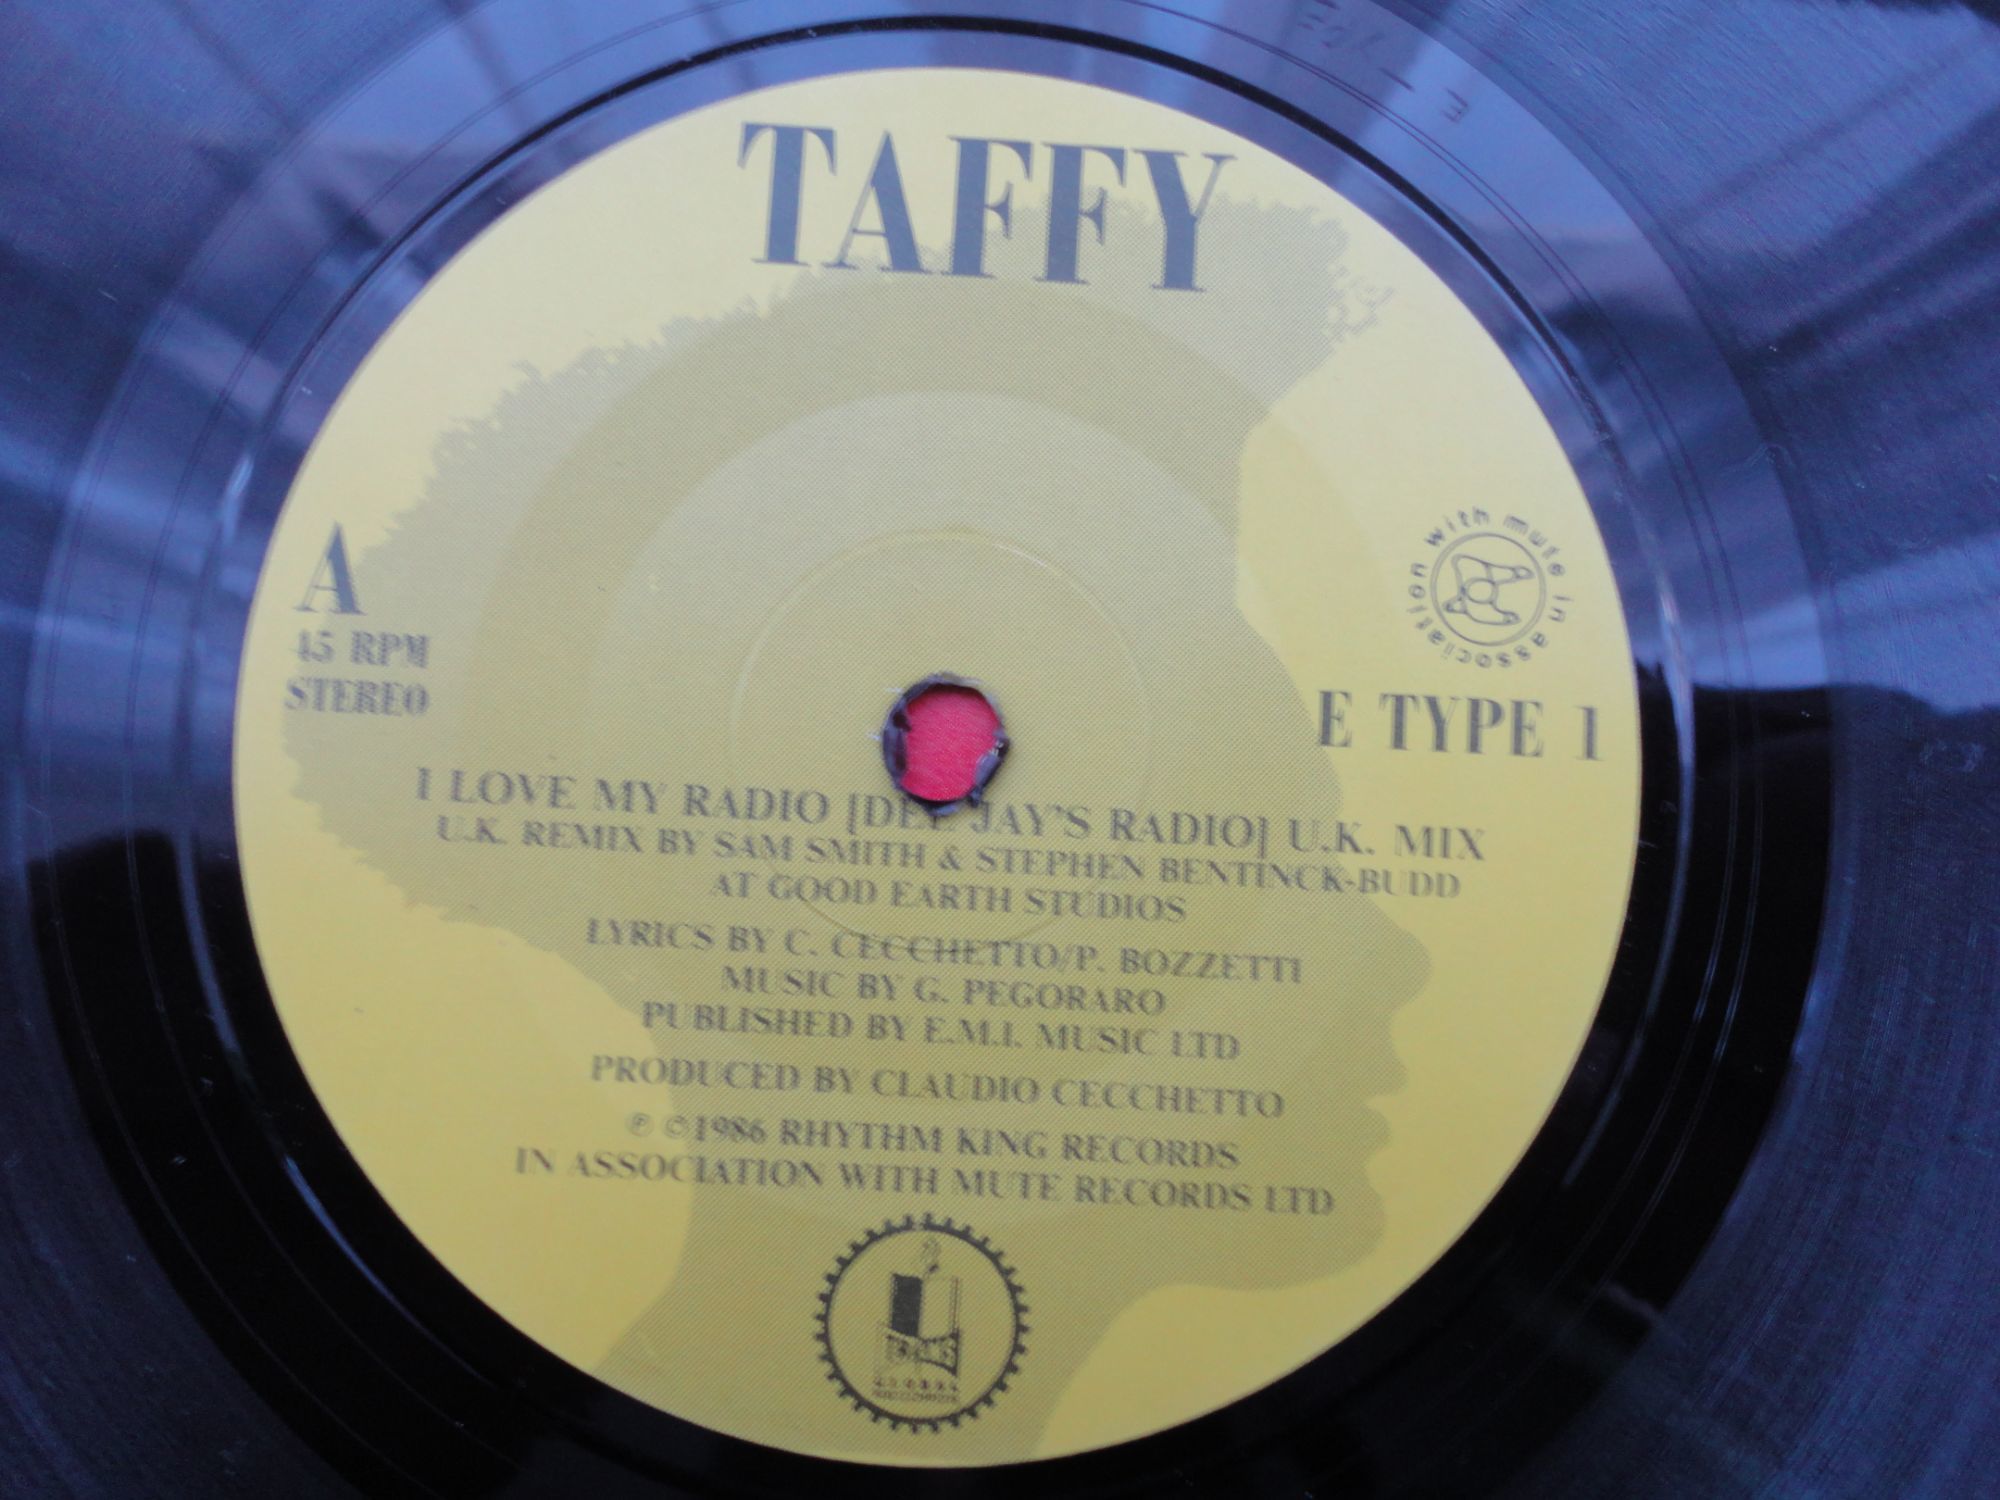 TAFFY
A
45 RPM
STEREO
with mute in association
E TYPE 1
I LOVE MY RADIO [DEE JAY'S RADIO] U.K. MIX
U.K. REMIX BY SAM SMITH & STEPHEN BENTINCK-BUDD
AT GOOD EARTH STUDIOS
LYRICS BY C. CECCHETTO/P. BOZZETTI
MUSIC BY G. PEGORARO
PUBLISHED BY E.M.I. MUSIC LTD
PRODUCED BY CLAUDIO CECCHETTO
℗ ©1986 RHYTHM KING RECORDS
IN ASSOCIATION WITH MUTE RECORDS LTD
GLOBAL